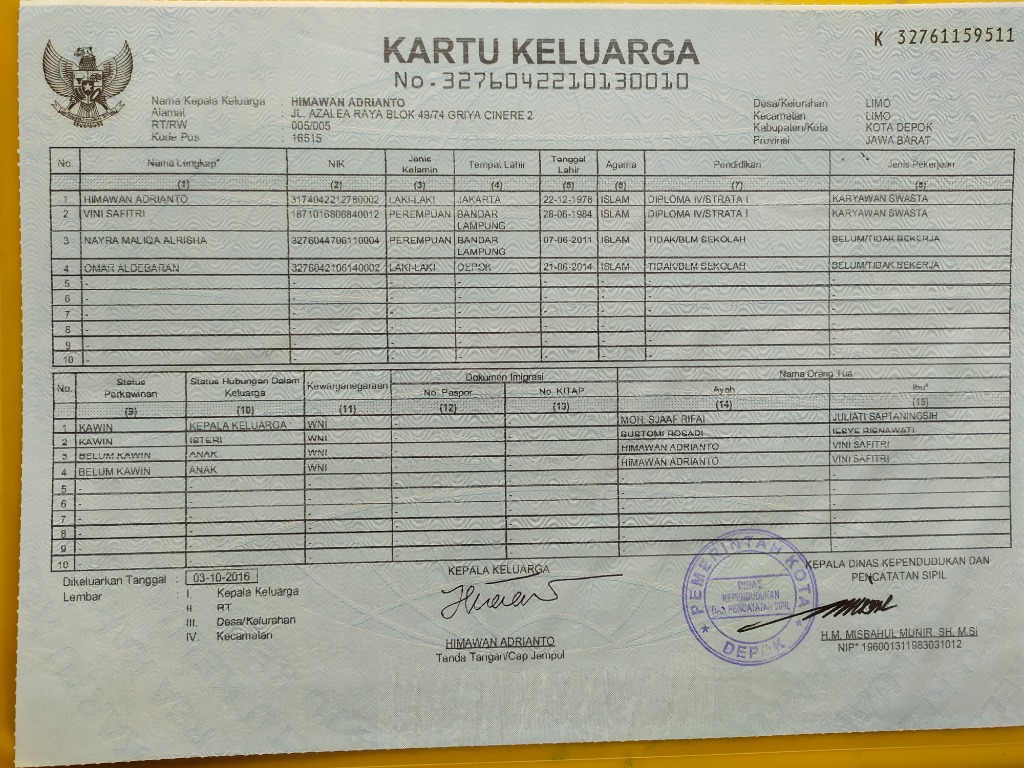 K 32761159511
KARTU KELUARGA
No. 3276042210130010
Nama Kepala Keluarga : HIMAWAN ADRIANTO
Alamat : JL. AZALEA RAYA BLOK 49/74 GRIYA CINERE 2
RT/RW : 005/005
Kode Pos : 16515
Desa/Kelurahan : LIMO
Kecamatan : LIMO
Kabupaten/Kota : KOTA DEPOK
Provinsi : JAWA BARAT
No. Nama Lengkap* NIK Jenis Kelamin Tempat Lahir Tanggal Lahir Agama Pendidikan Jenis Pekerjaan
(1) (2) (3) (4) (5) (6) (7) (8)
1 HIMAWAN ADRIANTO 3174042212780002 LAKI-LAKI JAKARTA 22-12-1978 ISLAM DIPLOMA IV/STRATA I KARYAWAN SWASTA
2 VINI SAFITRI 1871016806840012 PEREMPUAN BANDAR LAMPUNG 28-06-1984 ISLAM DIPLOMA IV/STRATA I KARYAWAN SWASTA
3 NAYRA MALIQA ALRISHA 3276044706110004 PEREMPUAN BANDAR LAMPUNG 07-06-2011 ISLAM TIDAK/BLM SEKOLAH BELUM/TIDAK BEKERJA
4 OMAR ALDEBARAN 3276042106140002 LAKI-LAKI DEPOK 21-06-2014 ISLAM TIDAK/BLM SEKOLAH BELUM/TIDAK BEKERJA
5 - - - - - - - -
6 - - - - - - - -
7 - - - - - - - -
8 - - - - - - - -
9 - - - - - - - -
10 - - - - - - - -
No. Status Perkawinan Status Hubungan Dalam Keluarga Kewarganegaraan Dokumen Imigrasi Nama Orang Tua
No. Paspor No. KITAP Ayah Ibu*
(9) (10) (11) (12) (13) (14) (15)
1 KAWIN KEPALA KELUARGA WNI - - MOH. SJAAF RIFAI JULIATI SAPTANINGSIH
2 KAWIN ISTERI WNI - - RUSTOMI ROSADI RISNAWATI
3 BELUM KAWIN ANAK WNI - - HIMAWAN ADRIANTO VINI SAFITRI
4 BELUM KAWIN ANAK WNI - - HIMAWAN ADRIANTO VINI SAFITRI
5 - - - - - - -
6 - - - - - - -
7 - - - - - - -
8 - - - - - - -
9 - - - - - - -
10 - - - - - - -
Dikeluarkan Tanggal : 03-10-2016
Lembar : I. Kepala Keluarga
II. RT
III. Desa/Kelurahan
IV. Kecamatan
KEPALA KELUARGA
HIMAWAN ADRIANTO
Tanda Tangan/Cap Jempol
PEMERINTAH KOTA
DINAS
KEPENDUDUKAN
DAN PENCATATAN SIPIL
DEPOK
KEPALA DINAS KEPENDUDUKAN DAN
PENCATATAN SIPIL
H.M. MISBAHUL MUNIR, SH, M.Si
NIP* 196001311983031012